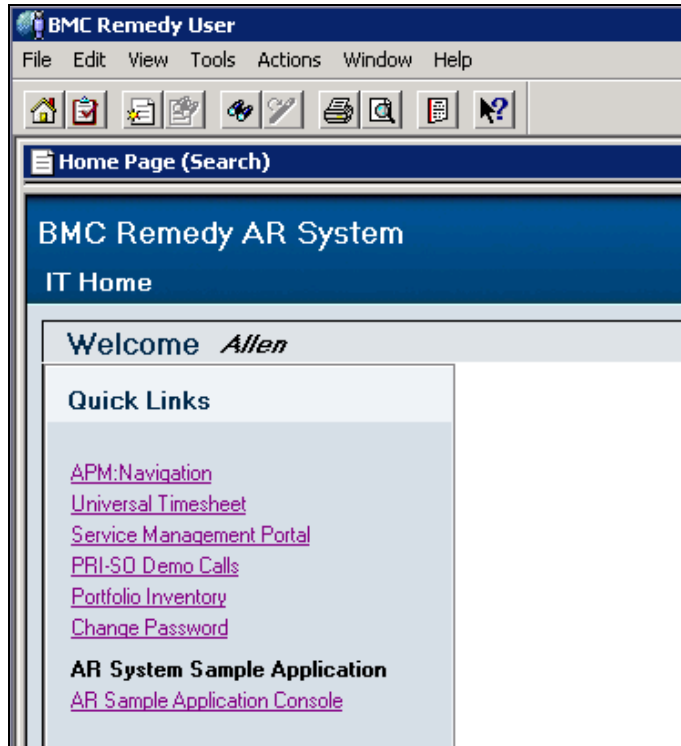 BMC Remedy User
File Edit View Tools Actions Window Help
Home Page (Search)
BMC Remedy AR System
IT Home
Welcome Allen
Quick Links
APM:Navigation
Universal Timesheet
Service Management Portal
PRI-SO Demo Calls
Portfolio Inventory
Change Password
AR System Sample Application
AR Sample Application Console